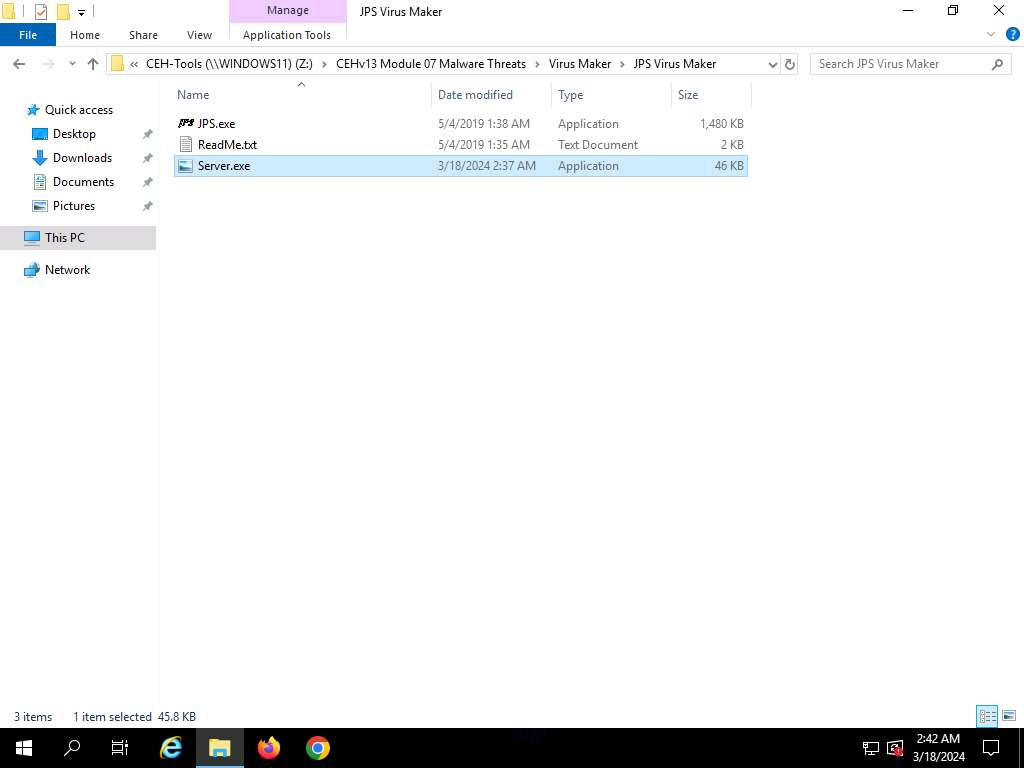 Manage
JPS Virus Maker
File
Home
Share
View
Application Tools
« CEH-Tools (\\WINDOWS11) (Z:) › CEHv13 Module 07 Malware Threats › Virus Maker › JPS Virus Maker
Search JPS Virus Maker
Name
Date modified
Type
Size
Quick access
Desktop
Downloads
Documents
Pictures
This PC
Network
JPS JPS.exe 5/4/2019 1:38 AM Application 1,480 KB
ReadMe.txt 5/4/2019 1:35 AM Text Document 2 KB
Server.exe 3/18/2024 2:37 AM Application 46 KB
3 items 1 item selected 45.8 KB
2:42 AM
3/18/2024